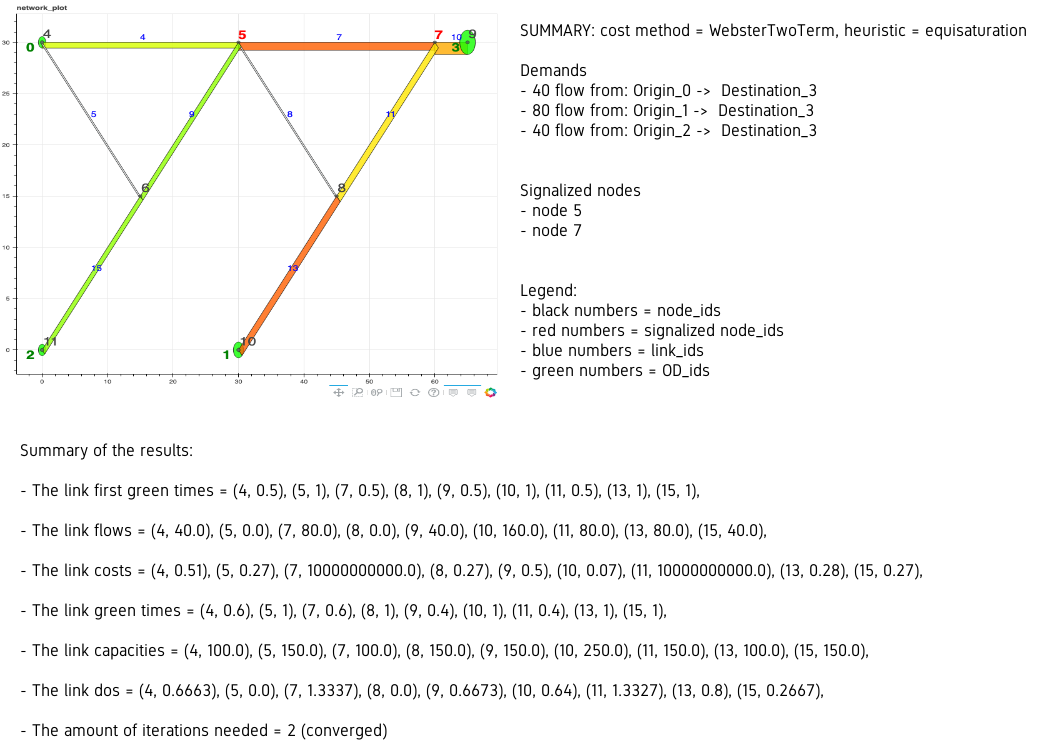 network_plot
4
5
7
9
0
4
7
10
3
30
25
5
9
8
11
20
6
8
15
10
15
13
5
11
10
0
2
1
0
10
20
30
40
50
60
SUMMARY: cost method = WebsterTwoTerm, heuristic = equisaturation
Demands
- 40 flow from: Origin_0 -> Destination_3
- 80 flow from: Origin_1 -> Destination_3
- 40 flow from: Origin_2 -> Destination_3
Signalized nodes
- node 5
- node 7
Legend:
- black numbers = node_ids
- red numbers = signalized node_ids
- blue numbers = link_ids
- green numbers = OD_ids
Summary of the results:
- The link first green times = (4, 0.5), (5, 1), (7, 0.5), (8, 1), (9, 0.5), (10, 1), (11, 0.5), (13, 1), (15, 1),
- The link flows = (4, 40.0), (5, 0.0), (7, 80.0), (8, 0.0), (9, 40.0), (10, 160.0), (11, 80.0), (13, 80.0), (15, 40.0),
- The link costs = (4, 0.51), (5, 0.27), (7, 10000000000.0), (8, 0.27), (9, 0.5), (10, 0.07), (11, 10000000000.0), (13, 0.28), (15, 0.27),
- The link green times = (4, 0.6), (5, 1), (7, 0.6), (8, 1), (9, 0.4), (10, 1), (11, 0.4), (13, 1), (15, 1),
- The link capacities = (4, 100.0), (5, 150.0), (7, 100.0), (8, 150.0), (9, 150.0), (10, 250.0), (11, 150.0), (13, 100.0), (15, 150.0),
- The link dos = (4, 0.6663), (5, 0.0), (7, 1.3337), (8, 0.0), (9, 0.6673), (10, 0.64), (11, 1.3327), (13, 0.8), (15, 0.2667),
- The amount of iterations needed = 2 (converged)